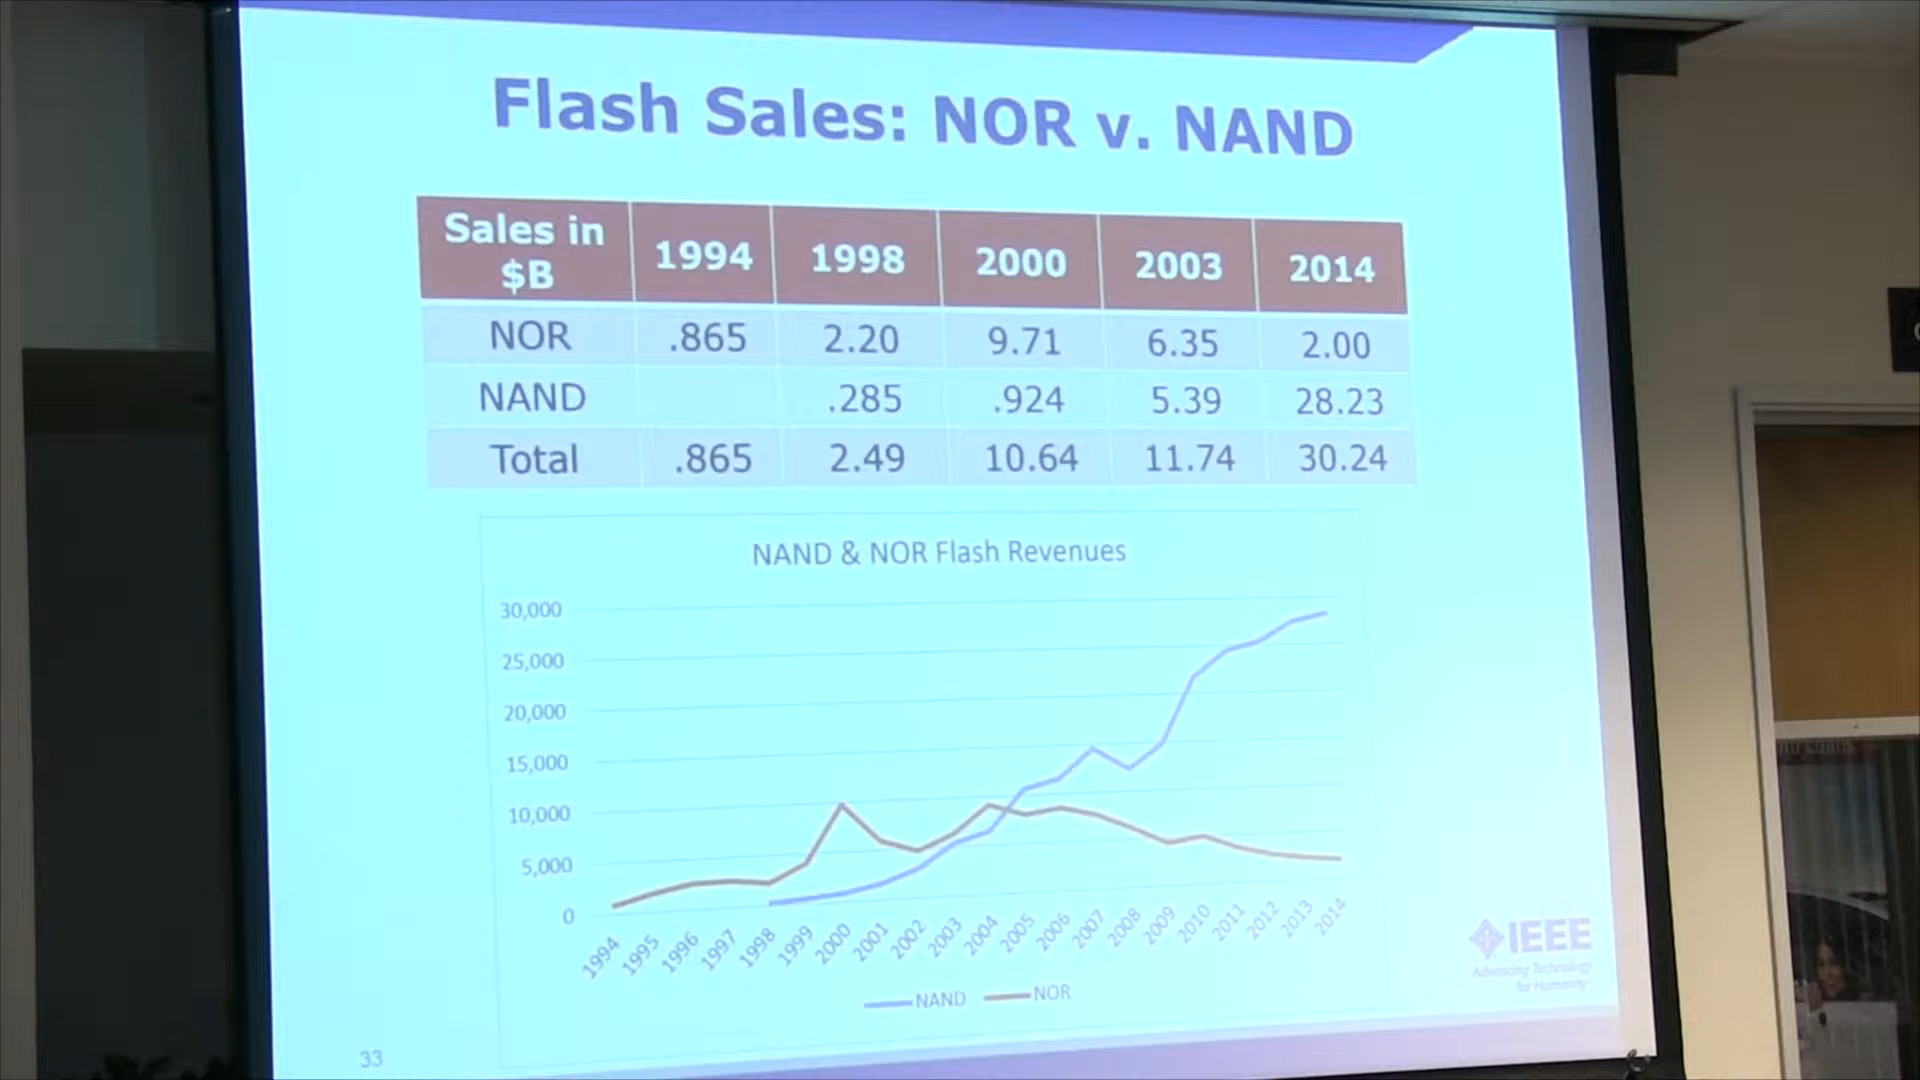 Flash Sales: NOR v. NAND
Sales in $B 1994 1998 2000 2003 2014
NOR .865 2.20 9.71 6.35 2.00
NAND .285 .924 5.39 28.23
Total .865 2.49 10.64 11.74 30.24
NAND & NOR Flash Revenues
30,000
25,000
20,000
15,000
10,000
5,000
0
1994 1995 1996 1997 1998 1999 2000 2001 2002 2003 2004 2005 2006 2007 2008 2009 2010 2011 2012 2013 2014
NAND NOR
IEEE
Advancing Technology
for Humanity
33